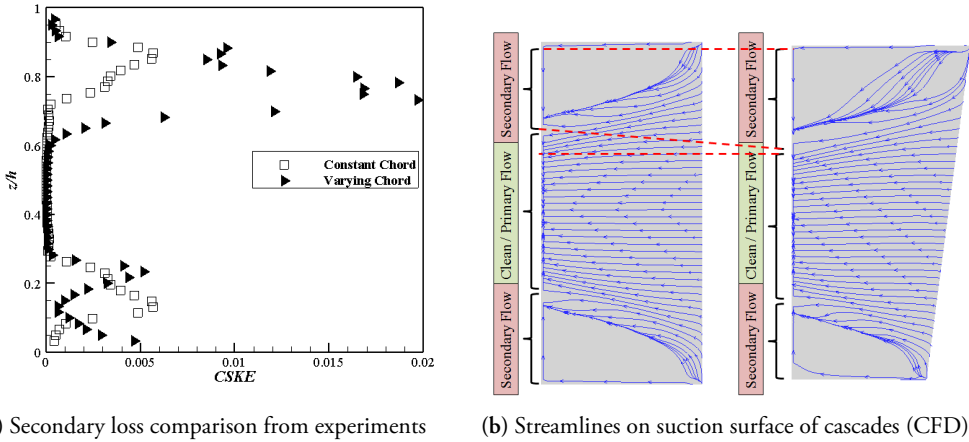 1
0.8
0.6
0.4
0.2
0
z/h
0
0.005
0.01
0.015
0.02
CSKE
Constant Chord
Varying Chord
Secondary Flow
Clean / Primary Flow
Secondary Flow
Secondary Flow
Clean / Primary Flow
Secondary Flow
) Secondary loss comparison from experiments
(b) Streamlines on suction surface of cascades (CFD)